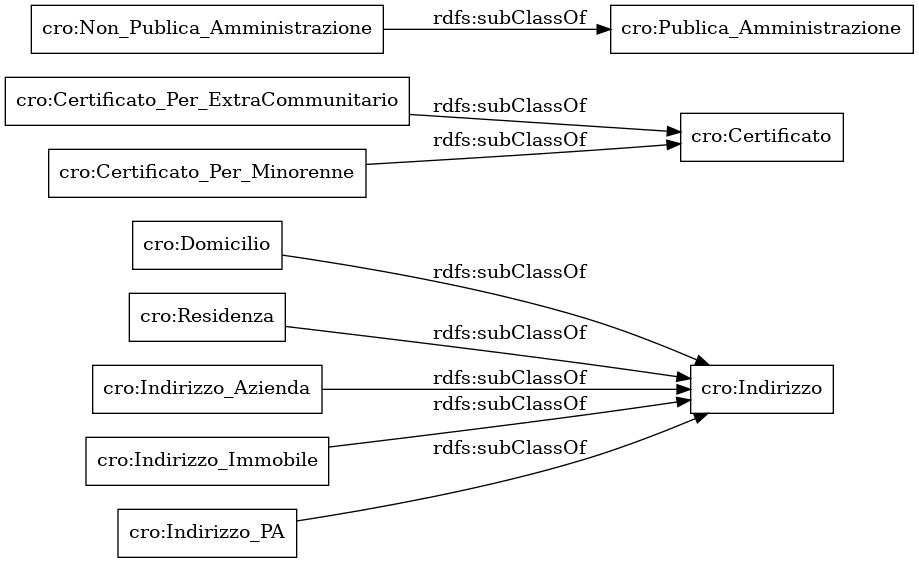 cro:Non_Publica_Amministrazione
rdfs:subClassOf
cro:Publica_Amministrazione
cro:Certificato_Per_ExtraCommunitario
rdfs:subClassOf
cro:Certificato
cro:Certificato_Per_Minorenne
rdfs:subClassOf
cro:Domicilio
rdfs:subClassOf
cro:Residenza
rdfs:subClassOf
cro:Indirizzo_Azienda
rdfs:subClassOf
cro:Indirizzo
cro:Indirizzo_Immobile
rdfs:subClassOf
cro:Indirizzo_PA
rdfs:subClassOf